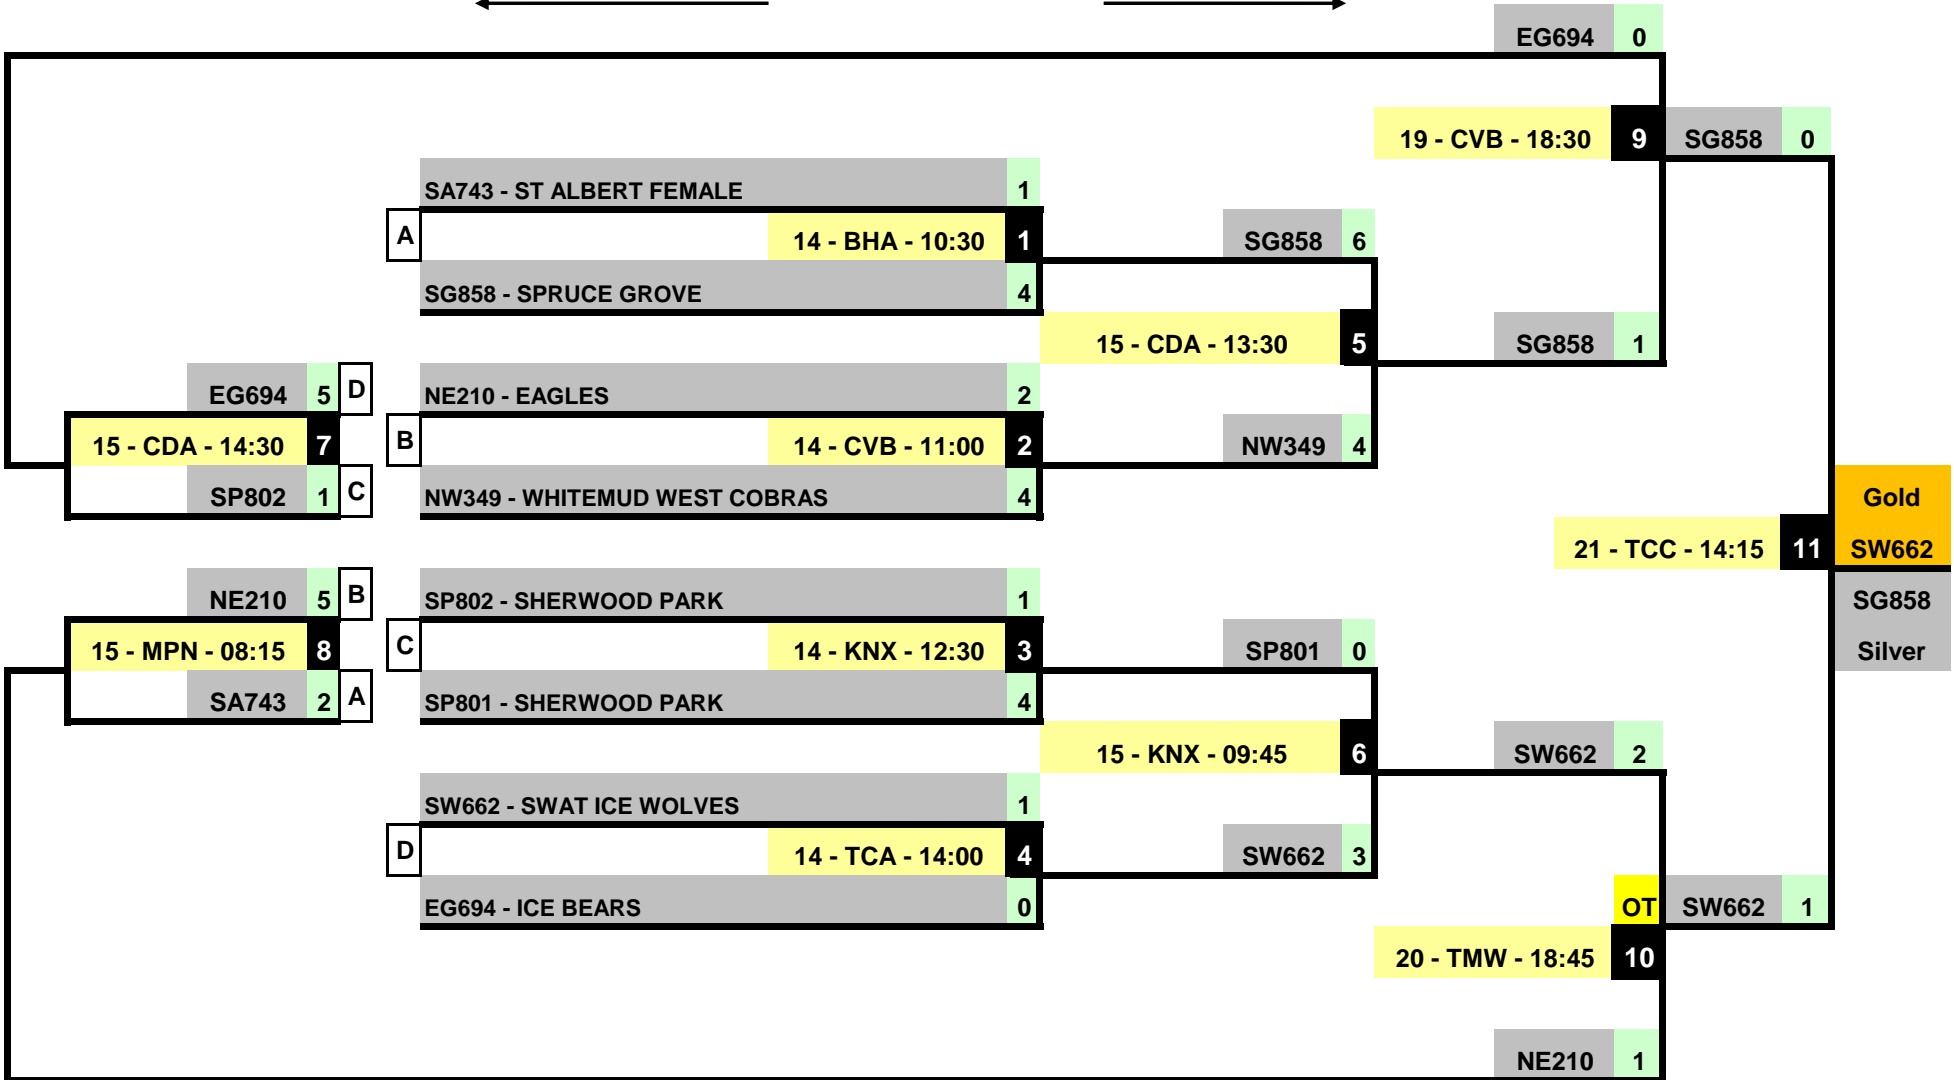 EG694 0
19 - CVB - 18:30 9 SG858 0
SA743 - ST ALBERT FEMALE 1
A 14 - BHA - 10:30 1 SG858 6
SG858 - SPRUCE GROVE 4
15 - CDA - 13:30 5 SG858 1
EG694 5 D NE210 - EAGLES 2
15 - CDA - 14:30 7 B 14 - CVB - 11:00 2 NW349 4
SP802 1 C NW349 - WHITEMUD WEST COBRAS 4 Gold
21 - TCC - 14:15 11 SW662
NE210 5 B SP802 - SHERWOOD PARK 1 SG858
15 - MPN - 08:15 8 C 14 - KNX - 12:30 3 SP801 0 Silver
SA743 2 A SP801 - SHERWOOD PARK 4
15 - KNX - 09:45 6 SW662 2
SW662 - SWAT ICE WOLVES 1
D 14 - TCA - 14:00 4 SW662 3
EG694 - ICE BEARS 0 OT SW662 1
20 - TMW - 18:45 10
NE210 1